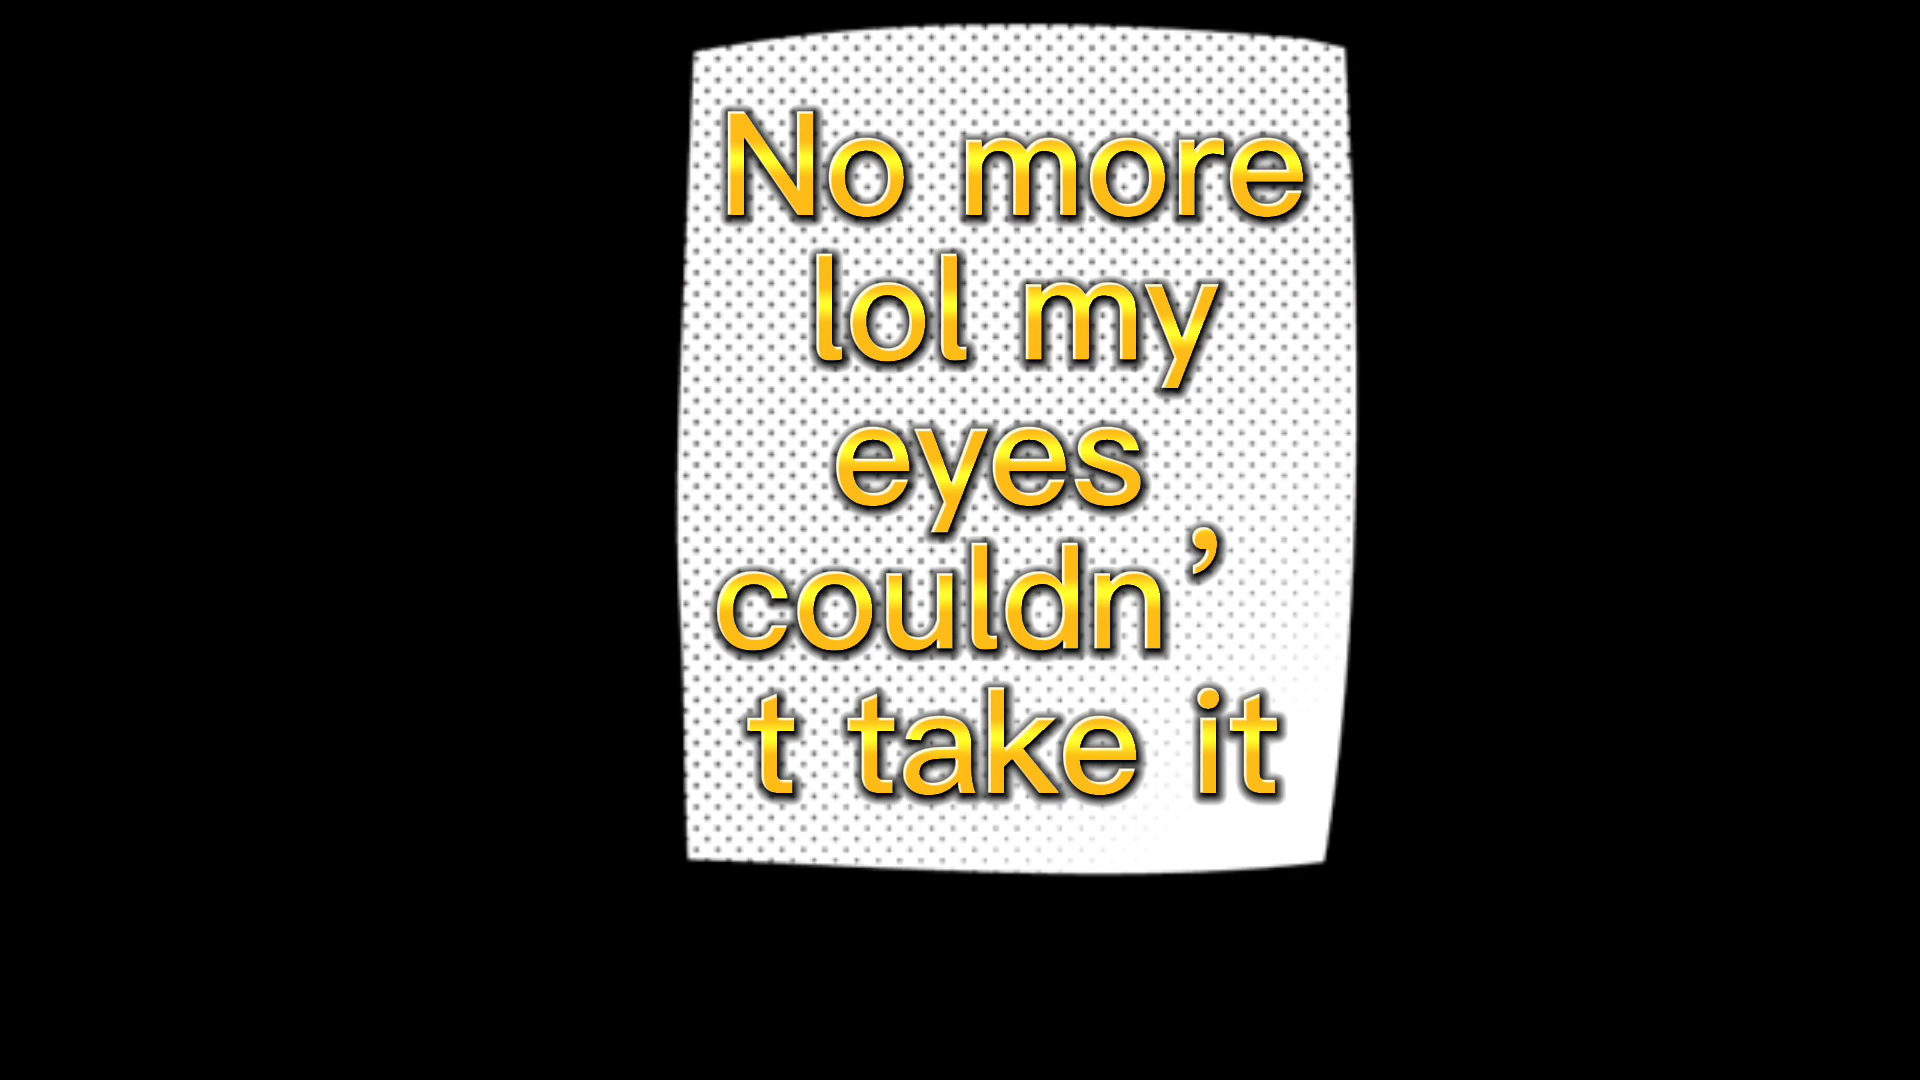 No more
lol my
eyes
couldn’
t take it